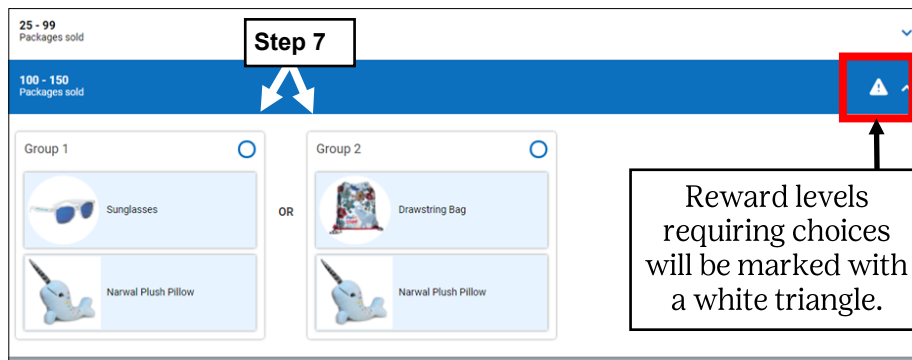 25 - 99
Packages sold
Step 7
100 - 150
Packages sold
Group 1
Group 2
Sunglasses
OR
Drawstring Bag
Narwal Plush Pillow
Narwal Plush Pillow
Reward levels
requiring choices
will be marked with
a white triangle.